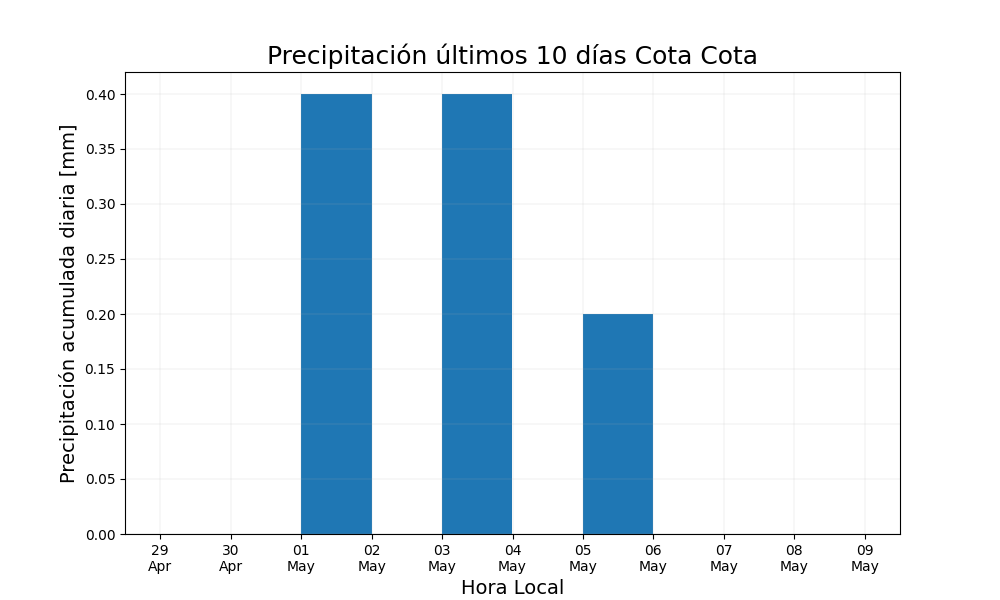 Precipitación últimos 10 días Cota Cota
Precipitación acumulada diaria [mm]
0.40
0.35
0.30
0.25
0.20
0.15
0.10
0.05
0.00
29 30 01 02 03 04 05 06 07 08 09
Apr Apr May May May May May May May May May
Hora Local